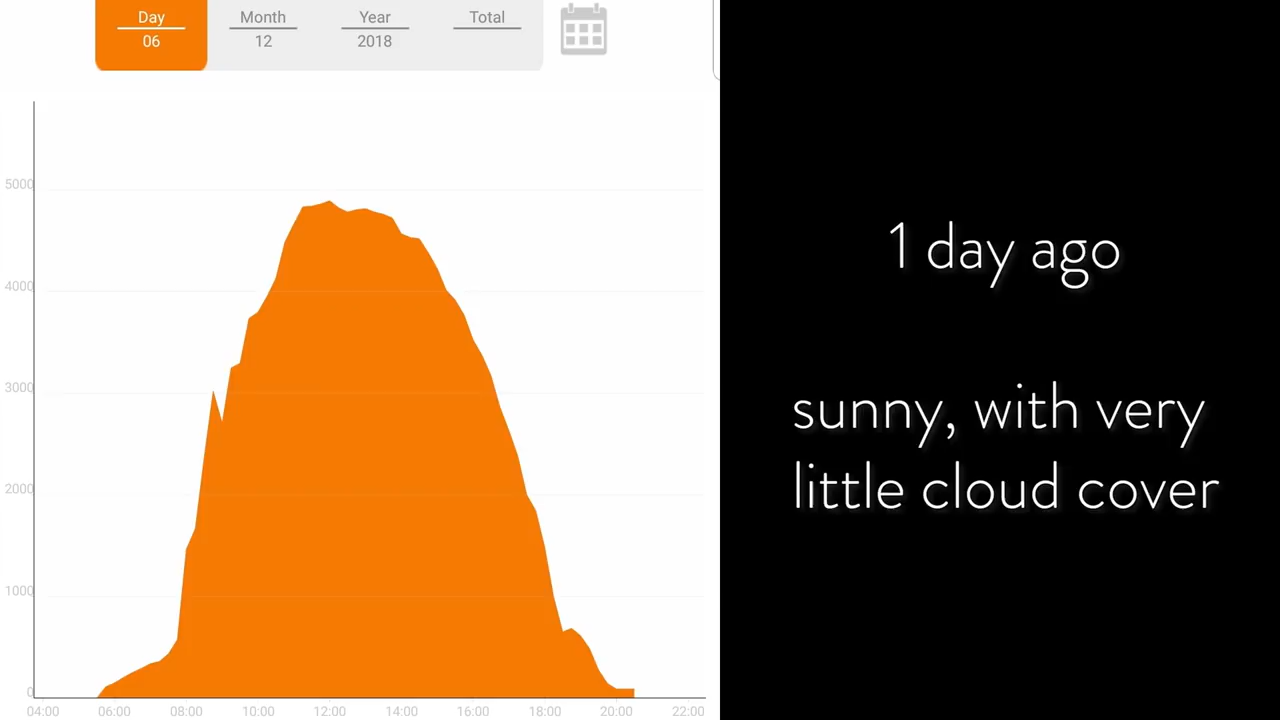 Day Month Year Total
06 12 2018
5000
4000
3000
2000
1000
0
04:00 06:00 08:00 10:00 12:00 14:00 16:00 18:00 20:00 22:00
1 day ago
sunny, with very
little cloud cover